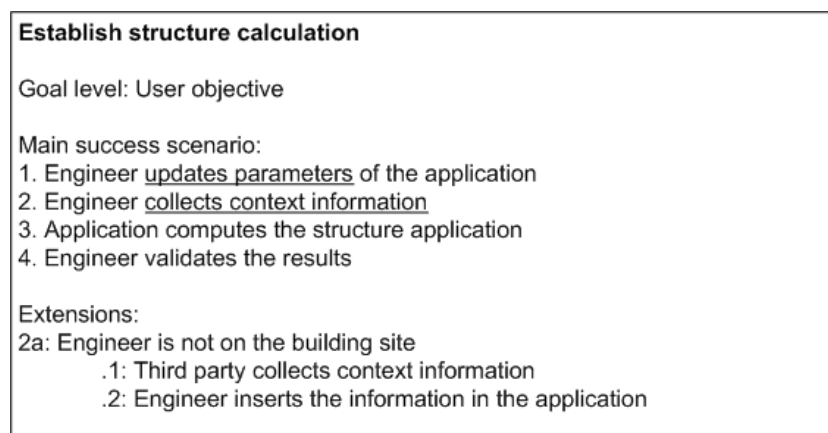 Establish structure calculation
Goal level: User objective
Main success scenario:
1. Engineer updates parameters of the application
2. Engineer collects context information
3. Application computes the structure application
4. Engineer validates the results
Extensions:
2a: Engineer is not on the building site
.1: Third party collects context information
.2: Engineer inserts the information in the application